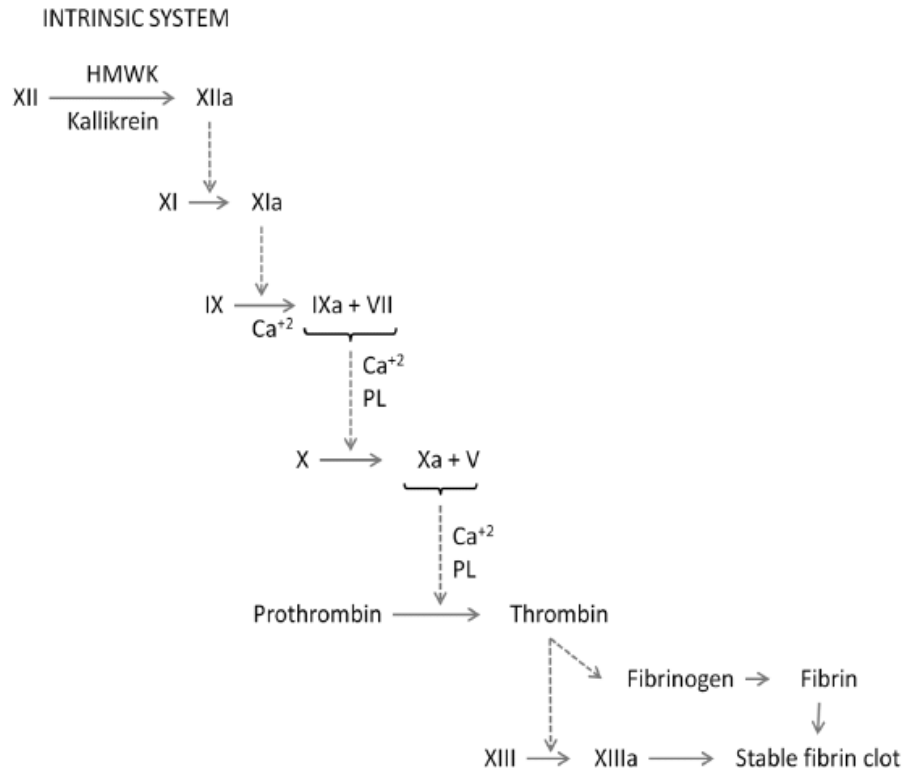 INTRINSIC SYSTEM
HMWK
XII XIIa
Kallikrein
XI XIa
IX IXa + VII
Ca+2
Ca+2
PL
X Xa + V
Ca+2
PL
Prothrombin Thrombin
Fibrinogen Fibrin
XIII XIIIa Stable fibrin clot